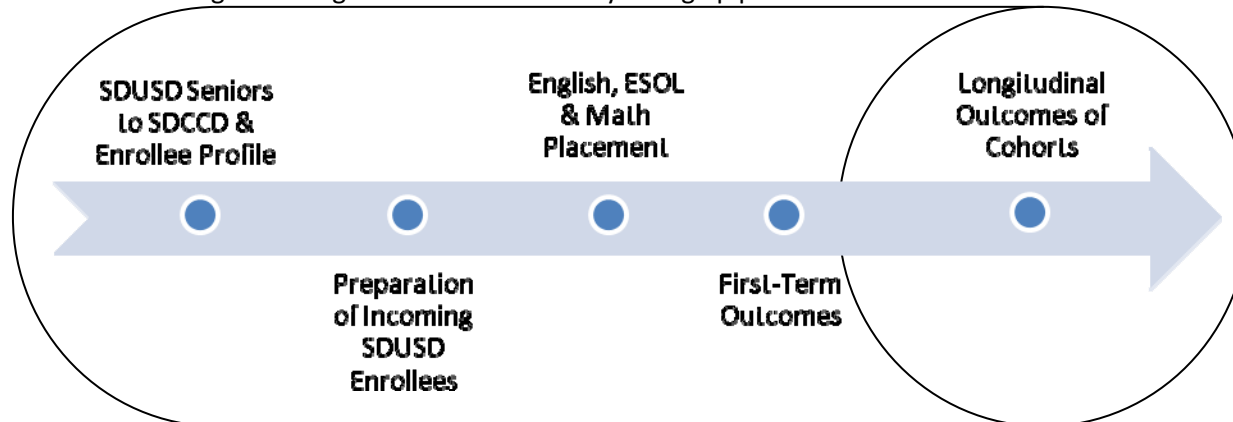 SDUSD Seniors
to SDCCD &
Enrollee Profile
Preparation
of Incoming
SDUSD
Enrollees
English, ESOL
& Math
Placement
First-Term
Outcomes
Longitudinal
Outcomes of
Cohorts